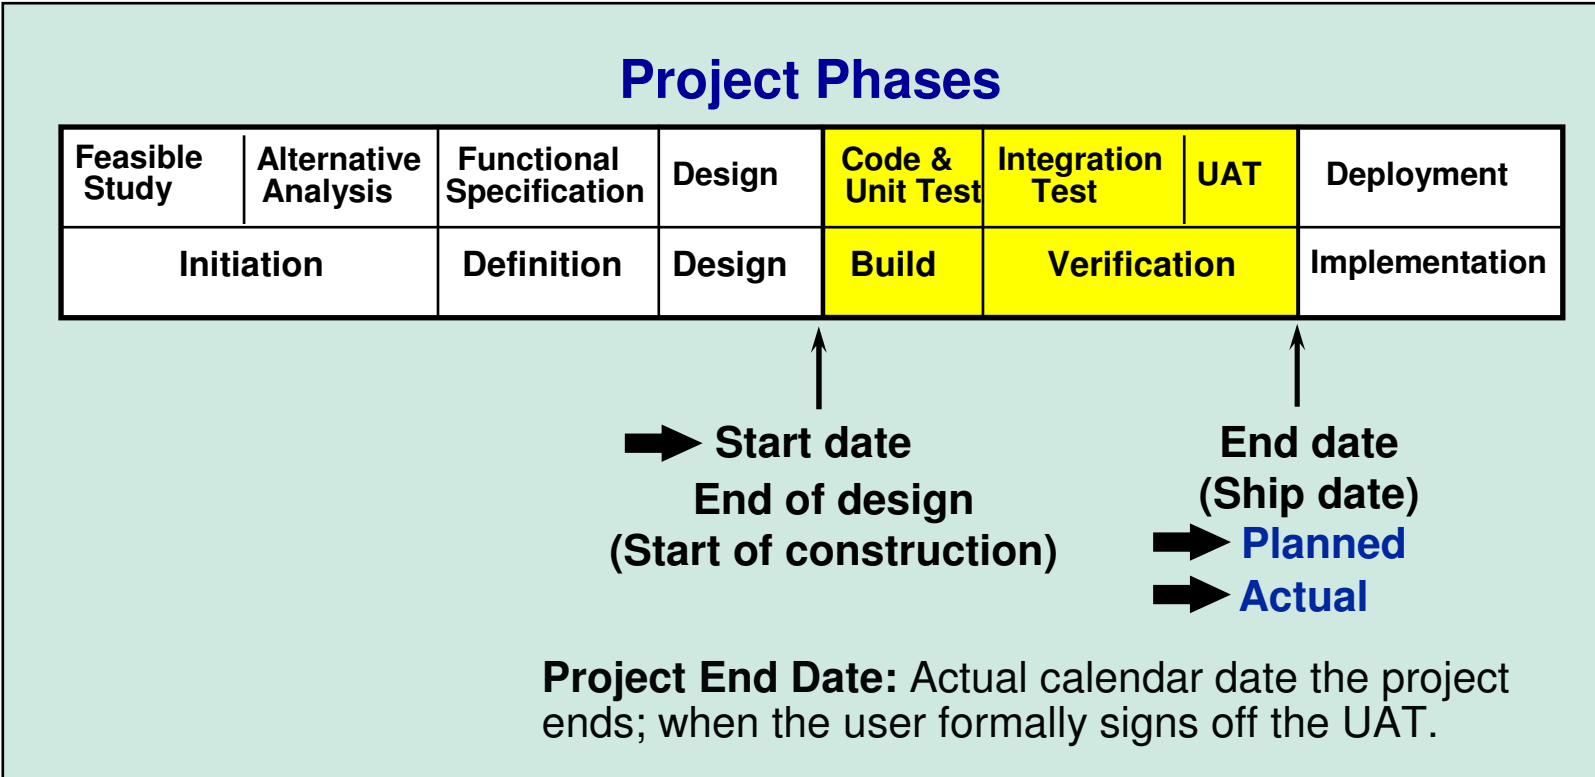 Project Phases
Feasible Study
Alternative Analysis
Functional Specification
Design
Code & Unit Test
Integration Test
UAT
Deployment
Initiation
Definition
Design
Build
Verification
Implementation
Start date
End of design
(Start of construction)
End date
(Ship date)
Planned
Actual
Project End Date: Actual calendar date the project
ends; when the user formally signs off the UAT.